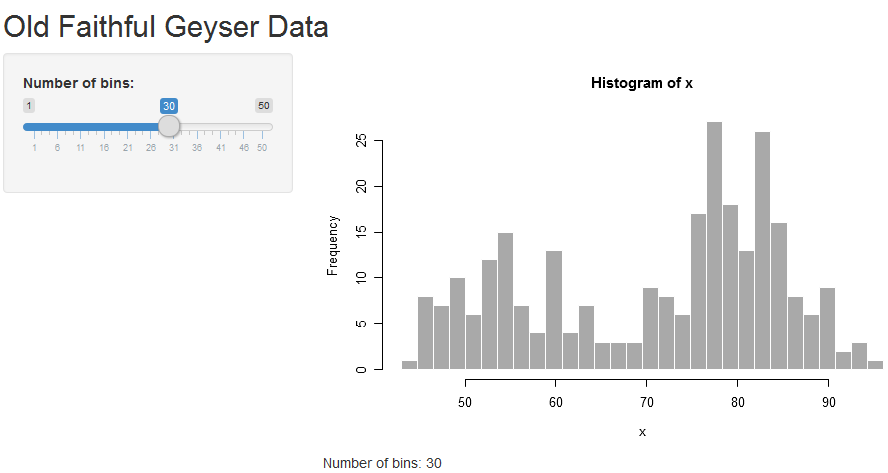 Old Faithful Geyser Data
Number of bins:
1 30 50
1 6 11 16 21 26 31 36 41 46 50
Histogram of x
Frequency
25
20
15
10
5
0
50 60 70 80 90
x
Number of bins: 30